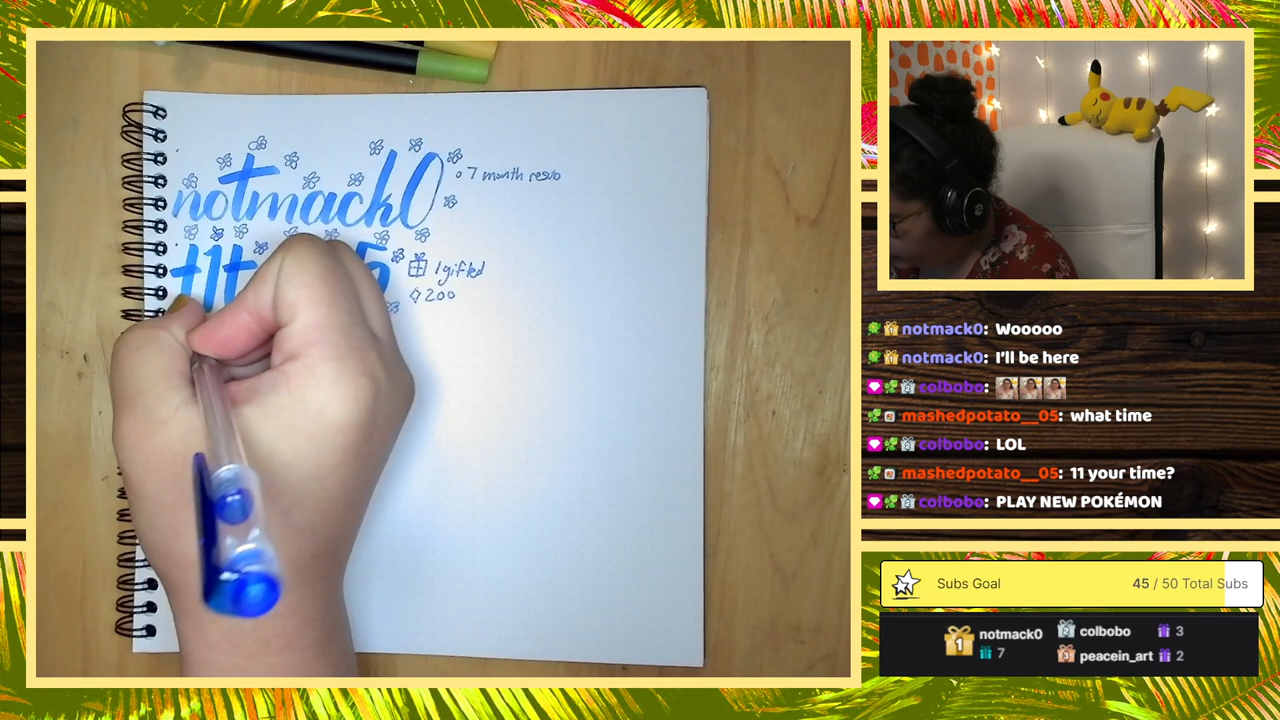 notmack0
7 month resub
1 gifted
200
notmack0: Wooooo
notmack0: I'll be here
colbobo:
mashedpotato__05: what time
colbobo: LOL
mashedpotato__05: 11 your time?
colbobo: PLAY NEW POKÉMON
Subs Goal 45 / 50 Total Subs
1 notmack0 7
2 colbobo 3
3 peacein_art 2